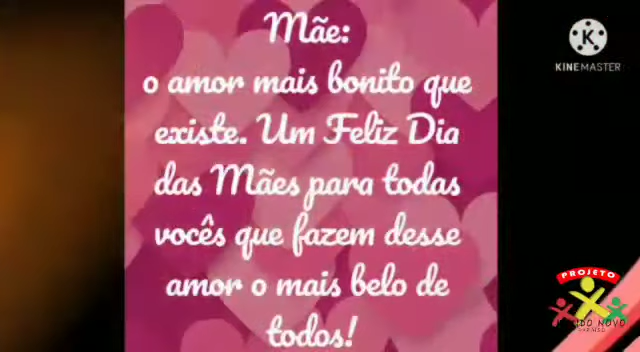 Mãe:
o amor mais bonito que
existe. Um Feliz Dia
das Mães para todas
vocês que fazem desse
amor o mais belo de
todos!
KINEMASTER
PROJETO
NOVO